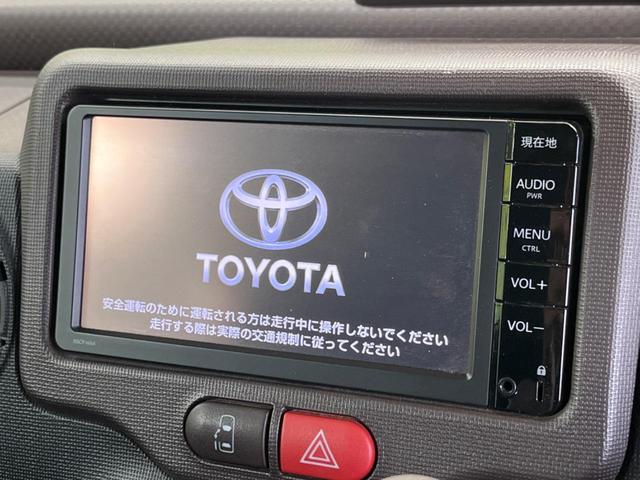 TOYOTA
安全運転のために運転される方は走行中に操作しないでください
走行する際は実際の交通規制に従ってください
現在地
AUDIO
PWR
MENU
CTRL
VOL+
VOL−